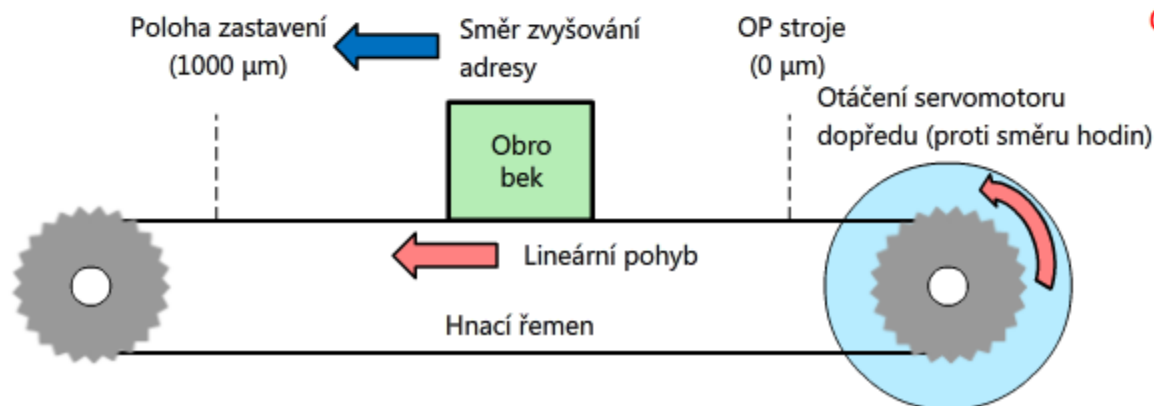 Poloha zastavení
(1000 µm)
Směr zvyšování
adresy
OP stroje
(0 µm)
Otáčení servomotoru
dopředu (proti směru hodin)
Obro
bek
Lineární pohyb
Hnací řemen